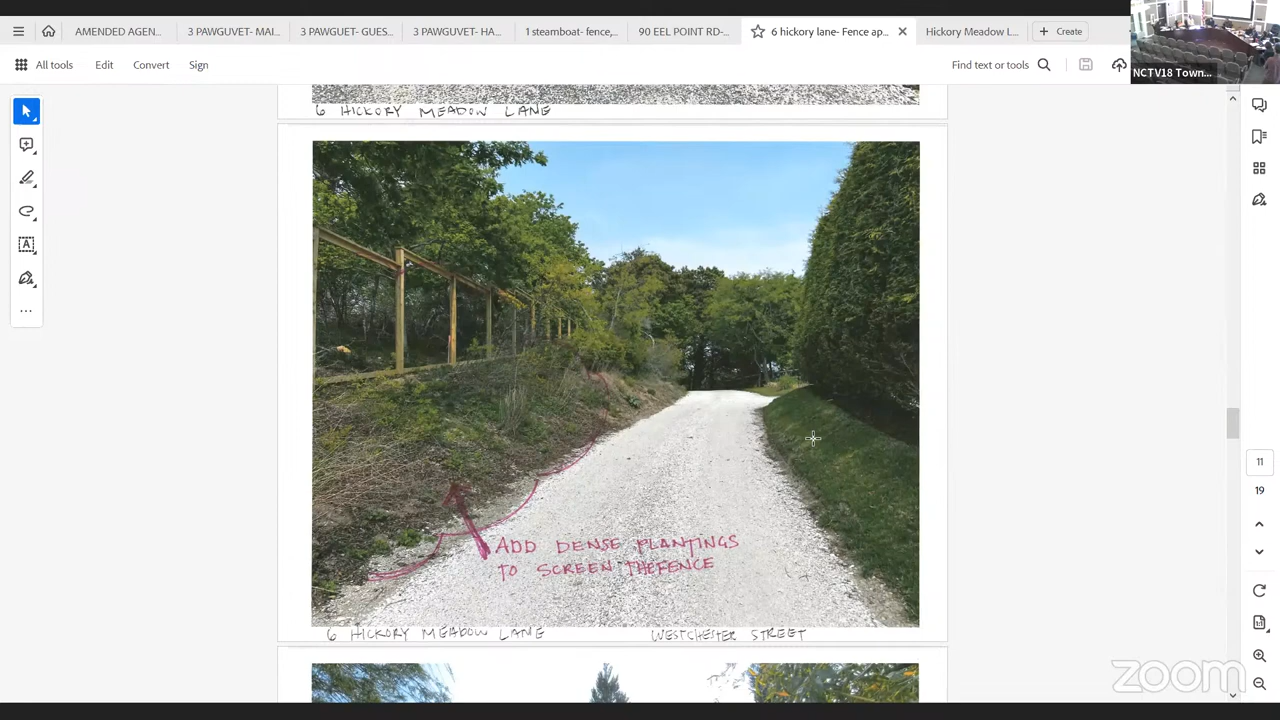 AMENDED AGEN...
3 PAWGUVET- MAI...
3 PAWGUET- GUES...
3 PAWGUVET- HA...
1 steamboat- fence,...
90 EEL POINT RD-...
6 hickory lane- Fence ap...
Hickory Meadow L...
Create
NCTV18 Town...
All tools
Edit
Convert
Sign
Find text or tools
6 HICKORY MEADOW LANE
ADD DENSE PLANTINGS
TO SCREEN THE FENCE
6 HICKORY MEADOW LANE
WESTCHESTER STREET
11
19
zoom